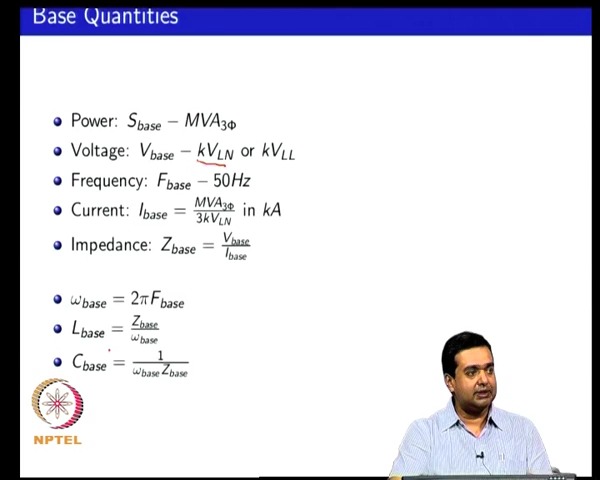 Base Quantities
Power: S_base − MVA_3Φ
Voltage: V_base − kV_LN or kV_LL
Frequency: F_base − 50Hz
Current: I_base = MVA_3Φ / 3kV_LN in kA
Impedance: Z_base = V_base / I_base
ω_base = 2πF_base
L_base = Z_base / ω_base
C_base = 1 / ω_base Z_base
NPTEL